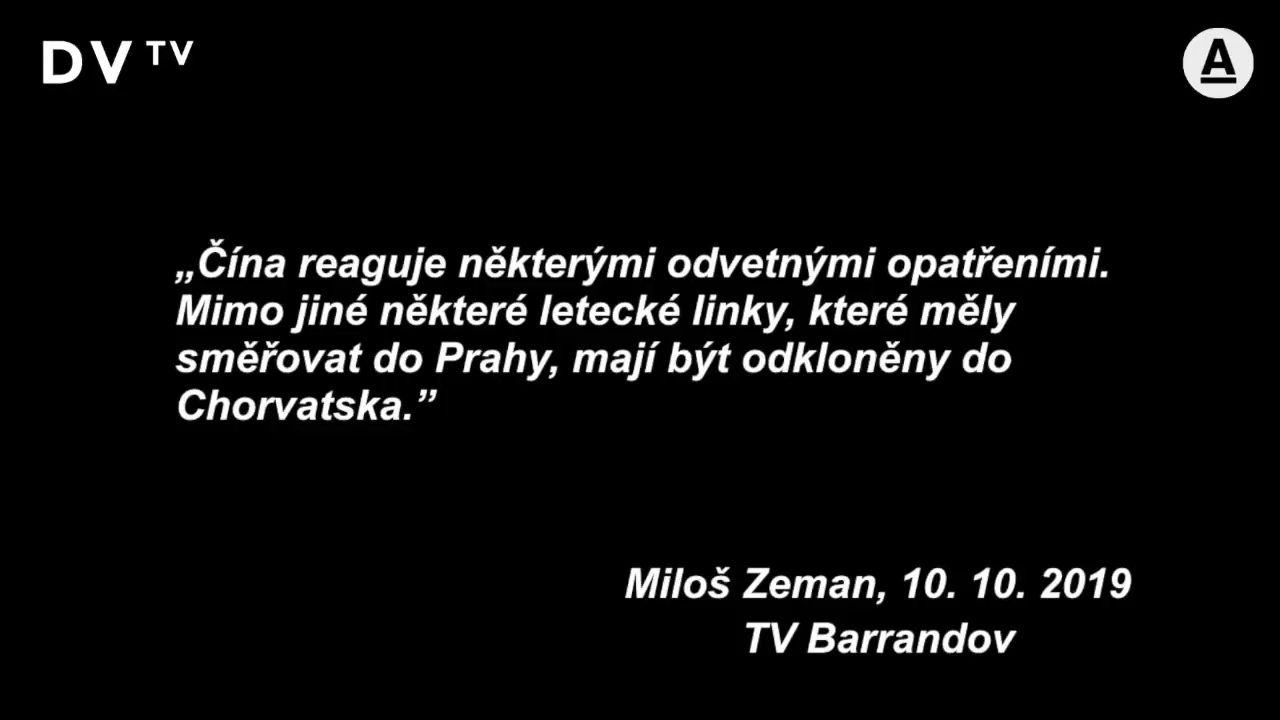 DV TV
A
„Čína reaguje některými odvetnými opatřeními.
Mimo jiné některé letecké linky, které měly
směřovat do Prahy, mají být odkloněny do
Chorvatska.”
Miloš Zeman, 10. 10. 2019
TV Barrandov